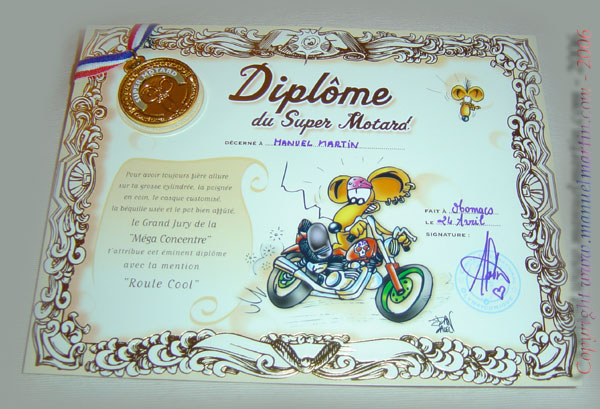 SUPER MOTARD
Diplôme
du Super Motard
DÉCERNÉ À MANUEL MARTIN
Pour avoir toujours fière allure
sur ta grosse cylindrée, la poignée
en coin, le casque customisé,
la béquille usée et le pot bien affûté,
le Grand Jury de la
"Méga Concentre"
t'attribue cet éminent diplôme
avec la mention
"Roule Cool"
FAIT À Thomacs
LE 24 Avril
SIGNATURE :
Copyright www.manuelmartin.com - 2006